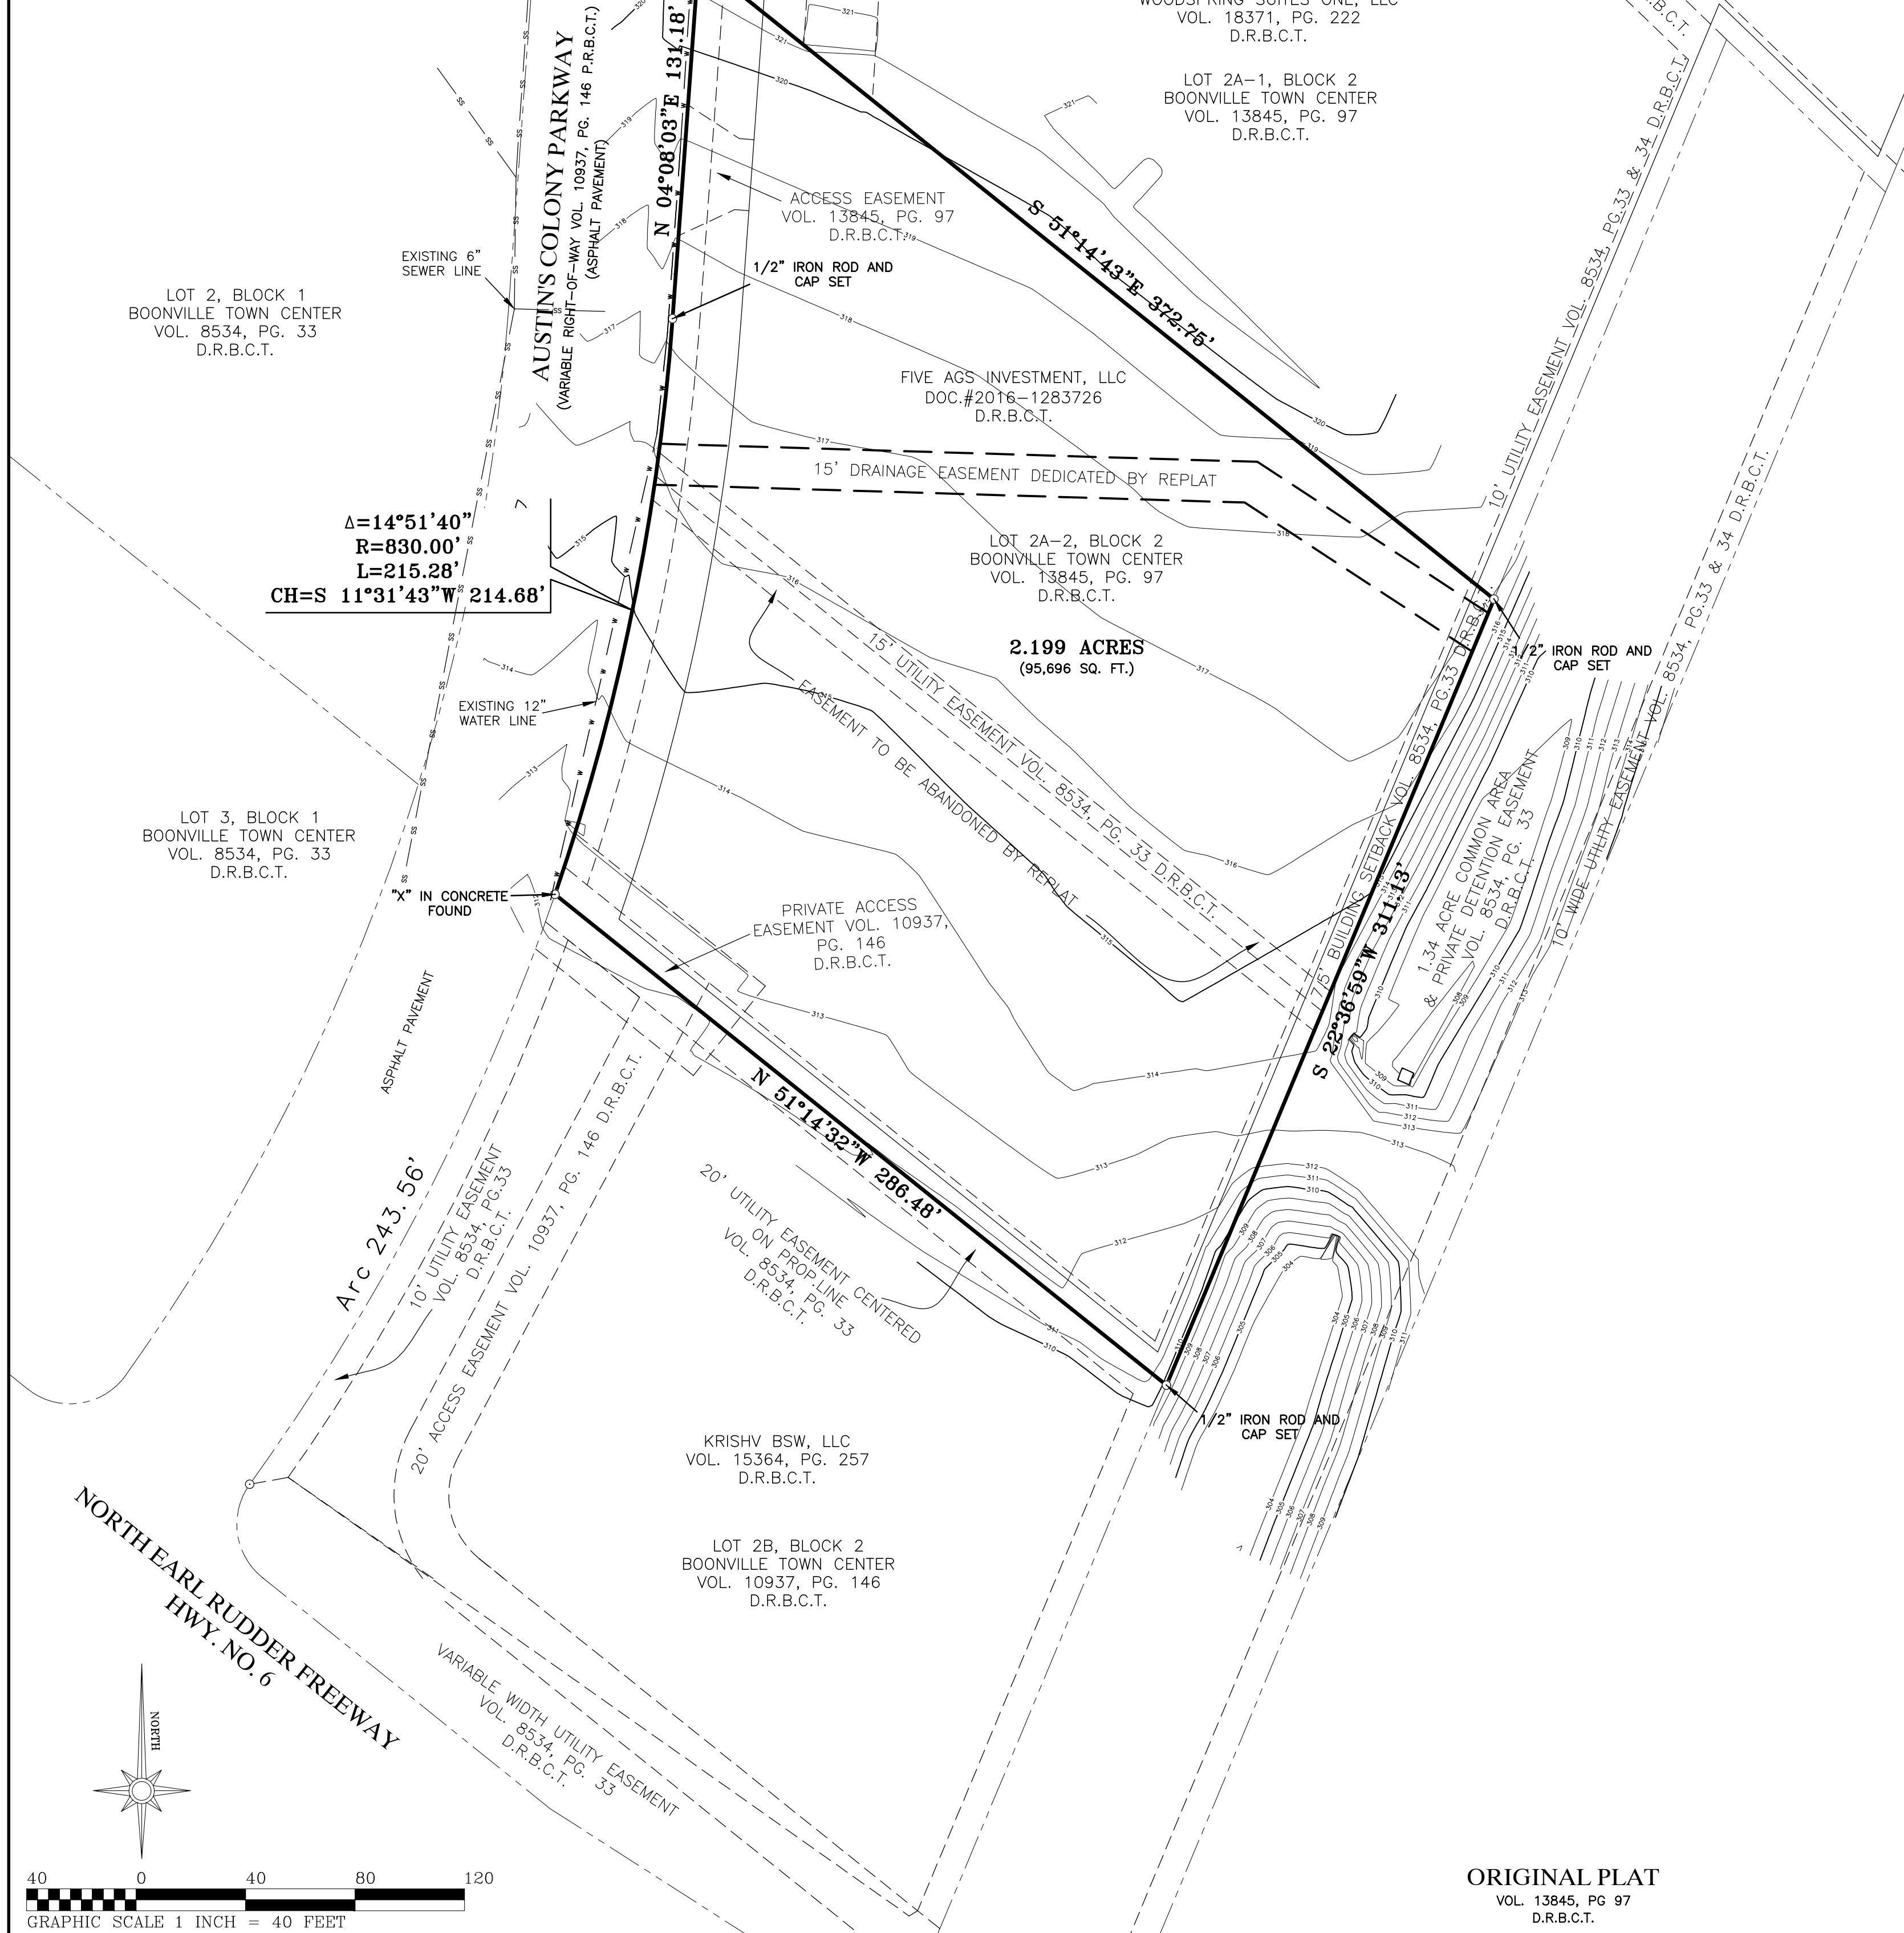 WOODSPRING SUITES ONE, LLC
VOL. 18371, PG. 222
D.R.B.C.T.
LOT 2A-1, BLOCK 2
BOONVILLE TOWN CENTER
VOL. 13845, PG. 97
D.R.B.C.T.
AUSTIN'S COLONY PARKWAY
(VARIABLE RIGHT-OF-WAY VOL. 10937, PG. 146 P.R.B.C.T.)
(ASPHALT PAVEMENT)
N 04°08'03"E 131.18'
ACCESS EASEMENT
VOL. 13845, PG. 97
D.R.B.C.T.
S 51°14'43"E 372.75'
10' UTILITY EASEMENT VOL. 8534, PG.33 & 34 D.R.B.C.T.
EXISTING 6"
SEWER LINE
1/2" IRON ROD AND
CAP SET
LOT 2, BLOCK 1
BOONVILLE TOWN CENTER
VOL. 8534, PG. 33
D.R.B.C.T.
FIVE AGS INVESTMENT, LLC
DOC.#2016-1283726
D.R.B.C.T.
15' DRAINAGE EASEMENT DEDICATED BY REPLAT
Δ=14°51'40"
R=830.00'
L=215.28'
CH=S 11°31'43"W 214.68'
LOT 2A-2, BLOCK 2
BOONVILLE TOWN CENTER
VOL. 13845, PG. 97
D.R.B.C.T.
2.199 ACRES
(95,696 SQ. FT.)
1/2" IRON ROD AND
CAP SET
15' UTILITY EASEMENT VOL. 8534, PG. 33 D.R.B.C.T.
EASEMENT TO BE ABANDONED BY REPLAT
EXISTING 12"
WATER LINE
7.5' BUILDING SETBACK VOL. 8534, PG.33 D.R.B.C.T.
S 22°36'59"W 311.13'
1.34 ACRE COMMON AREA
& PRIVATE DETENTION EASEMENT
VOL. 8534, PG. 33
D.R.B.C.T.
10' WIDE UTILITY EASEMENT VOL. 8534, PG.33 & 34 D.R.B.C.T.
LOT 3, BLOCK 1
BOONVILLE TOWN CENTER
VOL. 8534, PG. 33
D.R.B.C.T.
"X" IN CONCRETE
FOUND
PRIVATE ACCESS
EASEMENT VOL. 10937,
PG. 146
D.R.B.C.T.
ASPHALT PAVEMENT
N 51°14'32"W 286.48'
20' UTILITY EASEMENT CENTERED
ON PROP.LINE
VOL. 8534, PG. 33
D.R.B.C.T.
Arc 243.56'
10' UTILITY EASEMENT
VOL. 8534, PG.33
D.R.B.C.T.
20' ACCESS EASEMENT VOL. 10937, PG. 146 D.R.B.C.T.
1/2" IRON ROD AND
CAP SET
KRISHV BSW, LLC
VOL. 15364, PG. 257
D.R.B.C.T.
LOT 2B, BLOCK 2
BOONVILLE TOWN CENTER
VOL. 10937, PG. 146
D.R.B.C.T.
NORTH EARL RUDDER FREEWAY
HWY. NO. 6
VARIABLE WIDTH UTILITY EASEMENT
VOL. 8534, PG. 33
D.R.B.C.T.
NORTH
40 0 40 80 120
GRAPHIC SCALE 1 INCH = 40 FEET
ORIGINAL PLAT
VOL. 13845, PG 97
D.R.B.C.T.